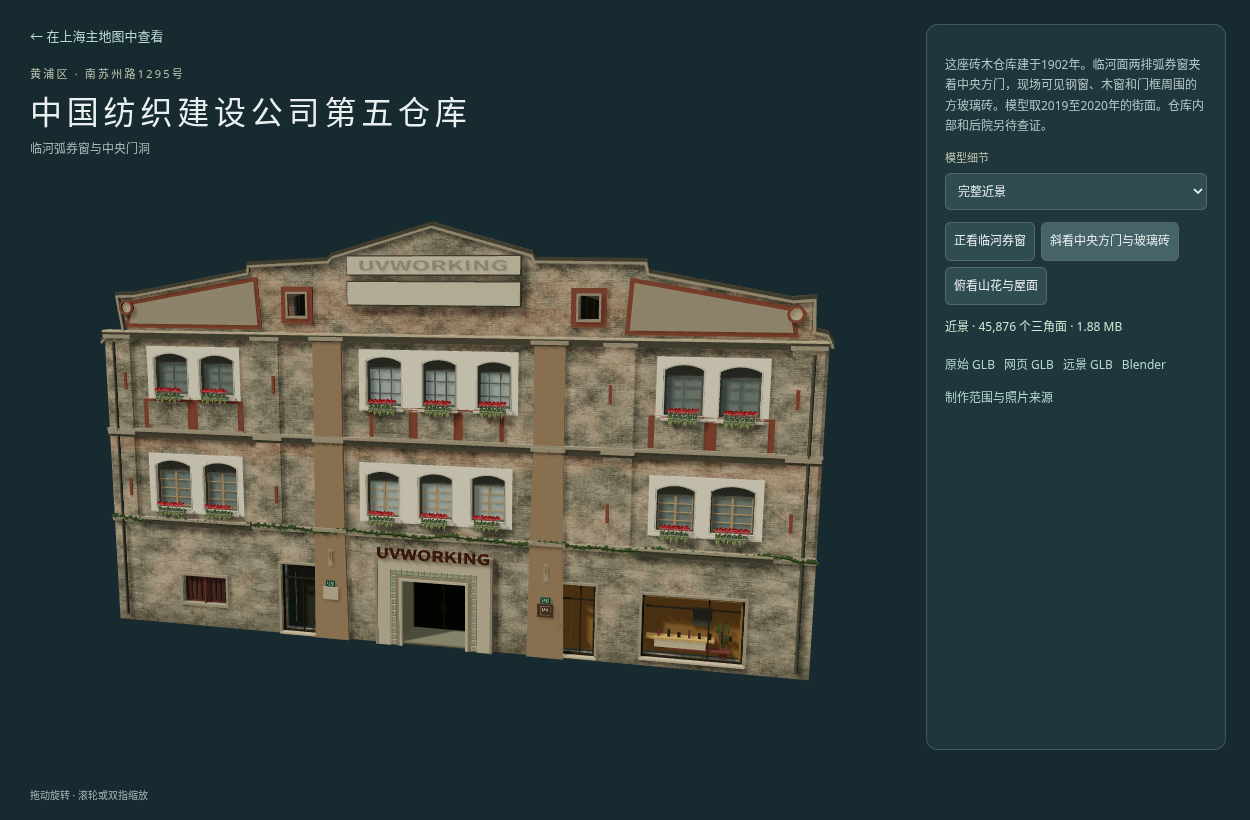 ← 在上海主地图中查看
黄浦区 · 南苏州路1295号
中国纺织建设公司第五仓库
临河弧券窗与中央门洞
UVWORKING
UVWORKING
拖动旋转 · 滚轮或双指缩放
这座砖木仓库建于1902年。临河面两排弧券窗夹
着中央方门，现场可见钢窗、木窗和门框周围的
方玻璃砖。模型取2019至2020年的街面。仓库内
部和后院另待查证。
模型细节
完整近景
正看临河券窗
斜看中央方门与玻璃砖
俯看山花与屋面
近景 · 45,876 个三角面 · 1.88 MB
原始 GLB 网页 GLB 远景 GLB Blender
制作范围与照片来源